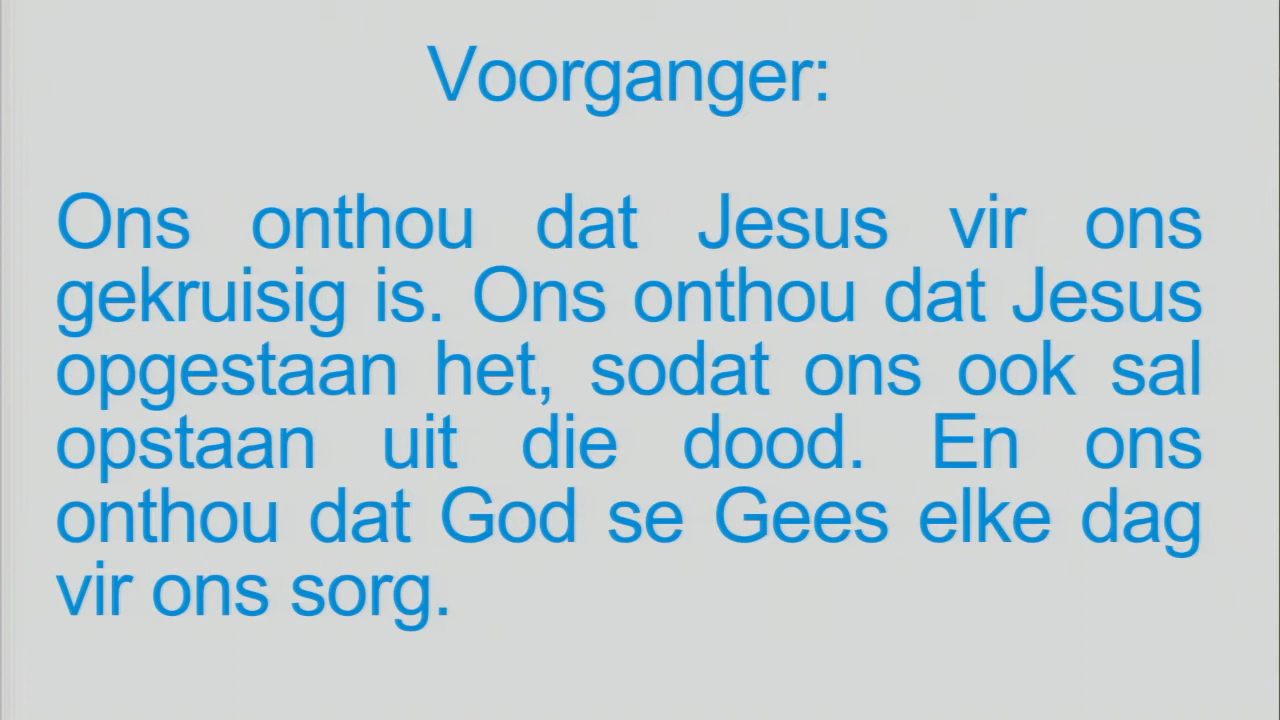 Voorganger:
Ons onthou dat Jesus vir ons
gekruisig is. Ons onthou dat Jesus
opgestaan het, sodat ons ook sal
opstaan uit die dood. En ons
onthou dat God se Gees elke dag
vir ons sorg.